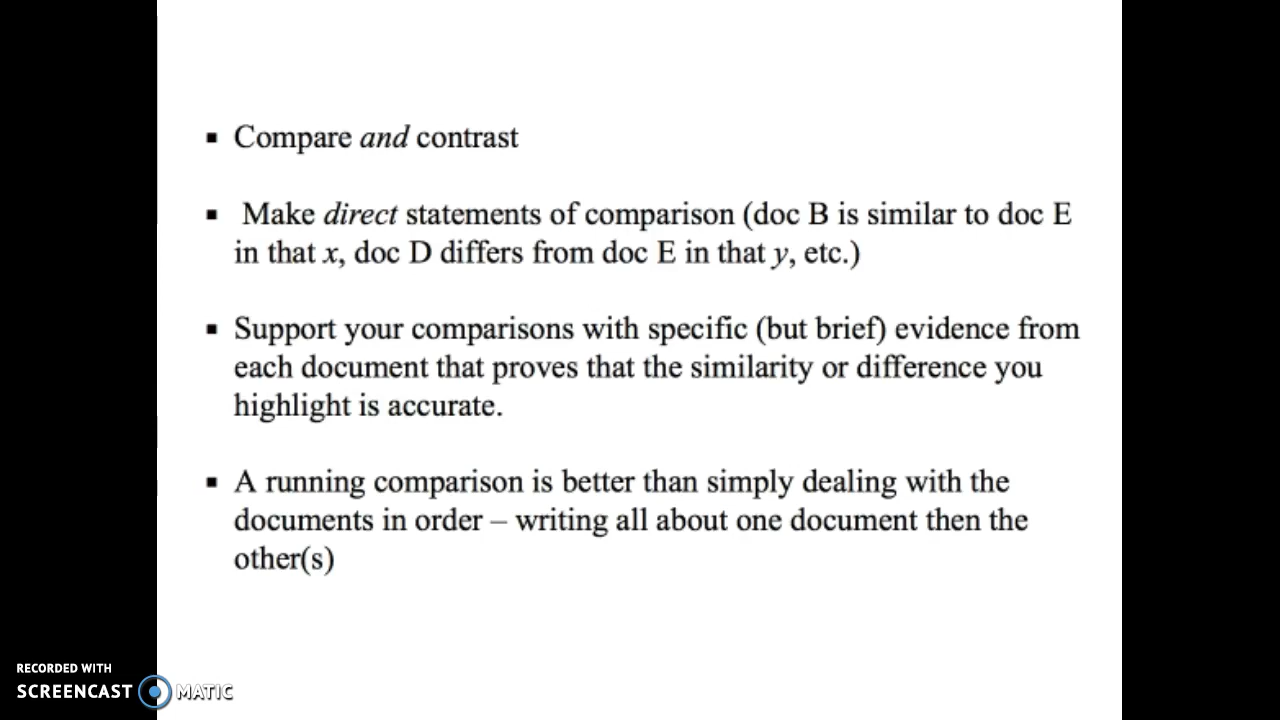 ▪ Compare and contrast
▪ Make direct statements of comparison (doc B is similar to doc E
in that x, doc D differs from doc E in that y, etc.)
▪ Support your comparisons with specific (but brief) evidence from
each document that proves that the similarity or difference you
highlight is accurate.
▪ A running comparison is better than simply dealing with the
documents in order – writing all about one document then the
other(s)
RECORDED WITH
SCREENCAST MATIC